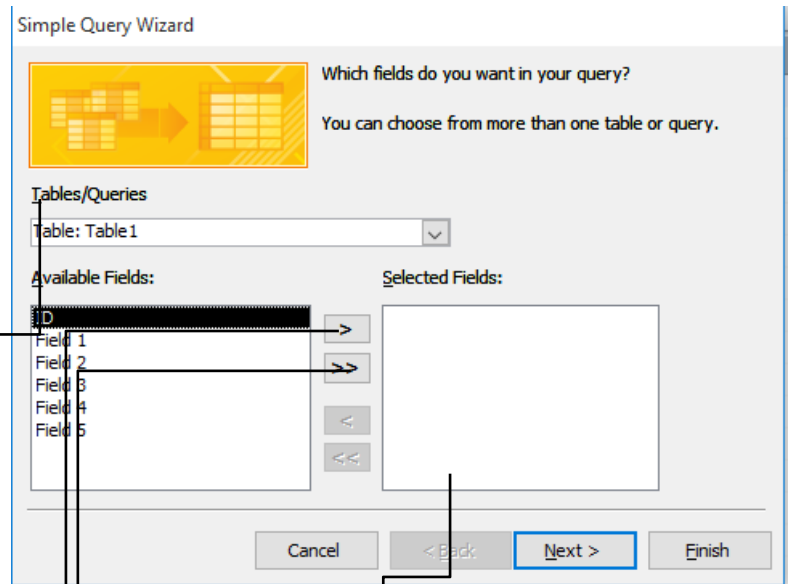 Simple Query Wizard
Which fields do you want in your query?
You can choose from more than one table or query.
Tables/Queries
Table: Table1
Available Fields:
Selected Fields:
ID
Field 1
Field 2
Field 3
Field 4
Field 5
>
>>
<
<<
Cancel
< Back
Next >
Finish